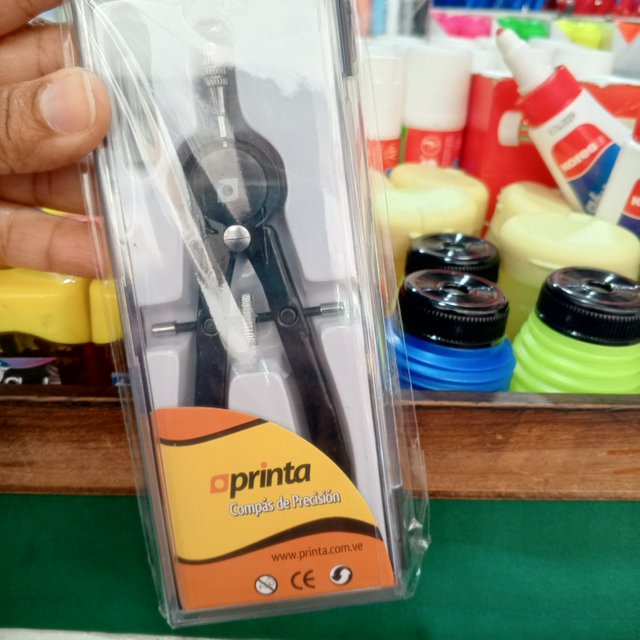 printa
Compás de Precisión
www.printa.com.ve
CE